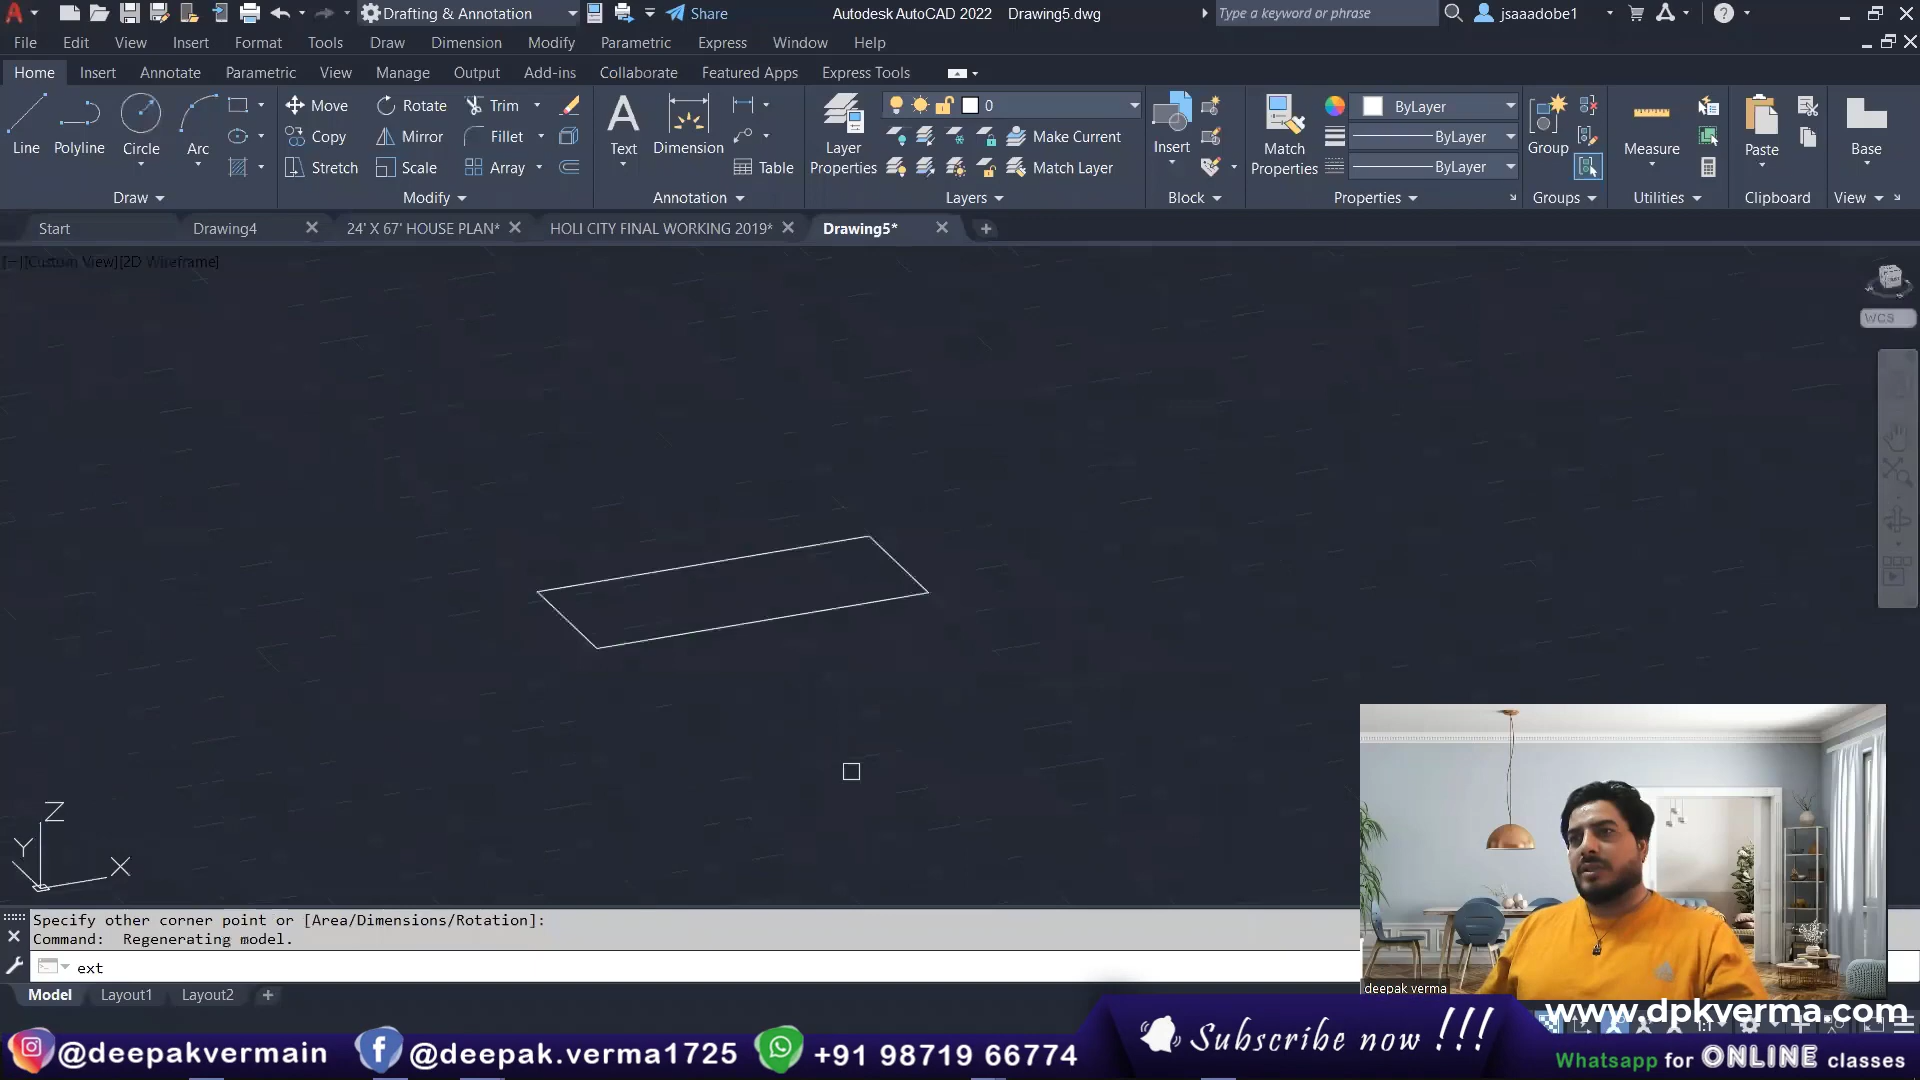 Drafting & Annotation Share Autodesk AutoCAD 2022 Drawing5.dwg Type a keyword or phrase jsaaadobe1
File Edit View Insert Format Tools Draw Dimension Modify Parametric Express Window Help
Home Insert Annotate Parametric View Manage Output Add-ins Collaborate Featured Apps Express Tools
Line Polyline Circle Arc
Move Rotate Trim
Copy Mirror Fillet
Stretch Scale Array
Text Dimension Table
Layer Properties
0
Make Current
Match Layer
Insert
Match Properties
ByLayer
ByLayer
ByLayer
Group Measure Paste Base
Draw Modify Annotation Layers Block Properties Groups Utilities Clipboard View
Start Drawing4 24' X 67' HOUSE PLAN* HOLI CITY FINAL WORKING 2019* Drawing5*
[−][Custom View][2D Wireframe]
WCS
Z
Y
X
Specify other corner point or [Area/Dimensions/Rotation]:
Command: Regenerating model.
ext
deepak verma
Model Layout1 Layout2
www.dpkverma.com
@deepakvermain @deepak.verma1725 +91 98719 66774 Subscribe now !!!
Whatsapp for ONLINE classes